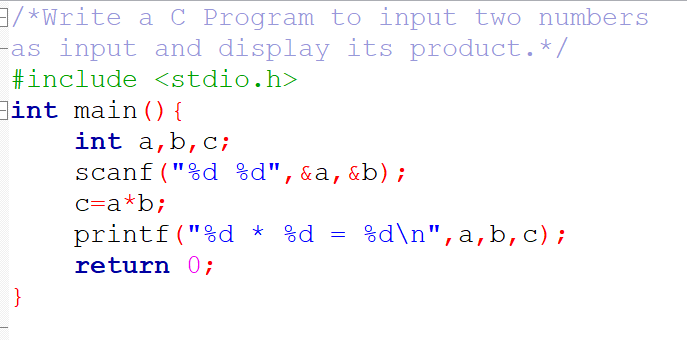 /*Write a C Program to input two numbers
as input and display its product.*/
#include <stdio.h>
int main(){
    int a,b,c;
    scanf("%d %d",&a,&b);
    c=a*b;
    printf("%d * %d = %d\n",a,b,c);
    return 0;
}